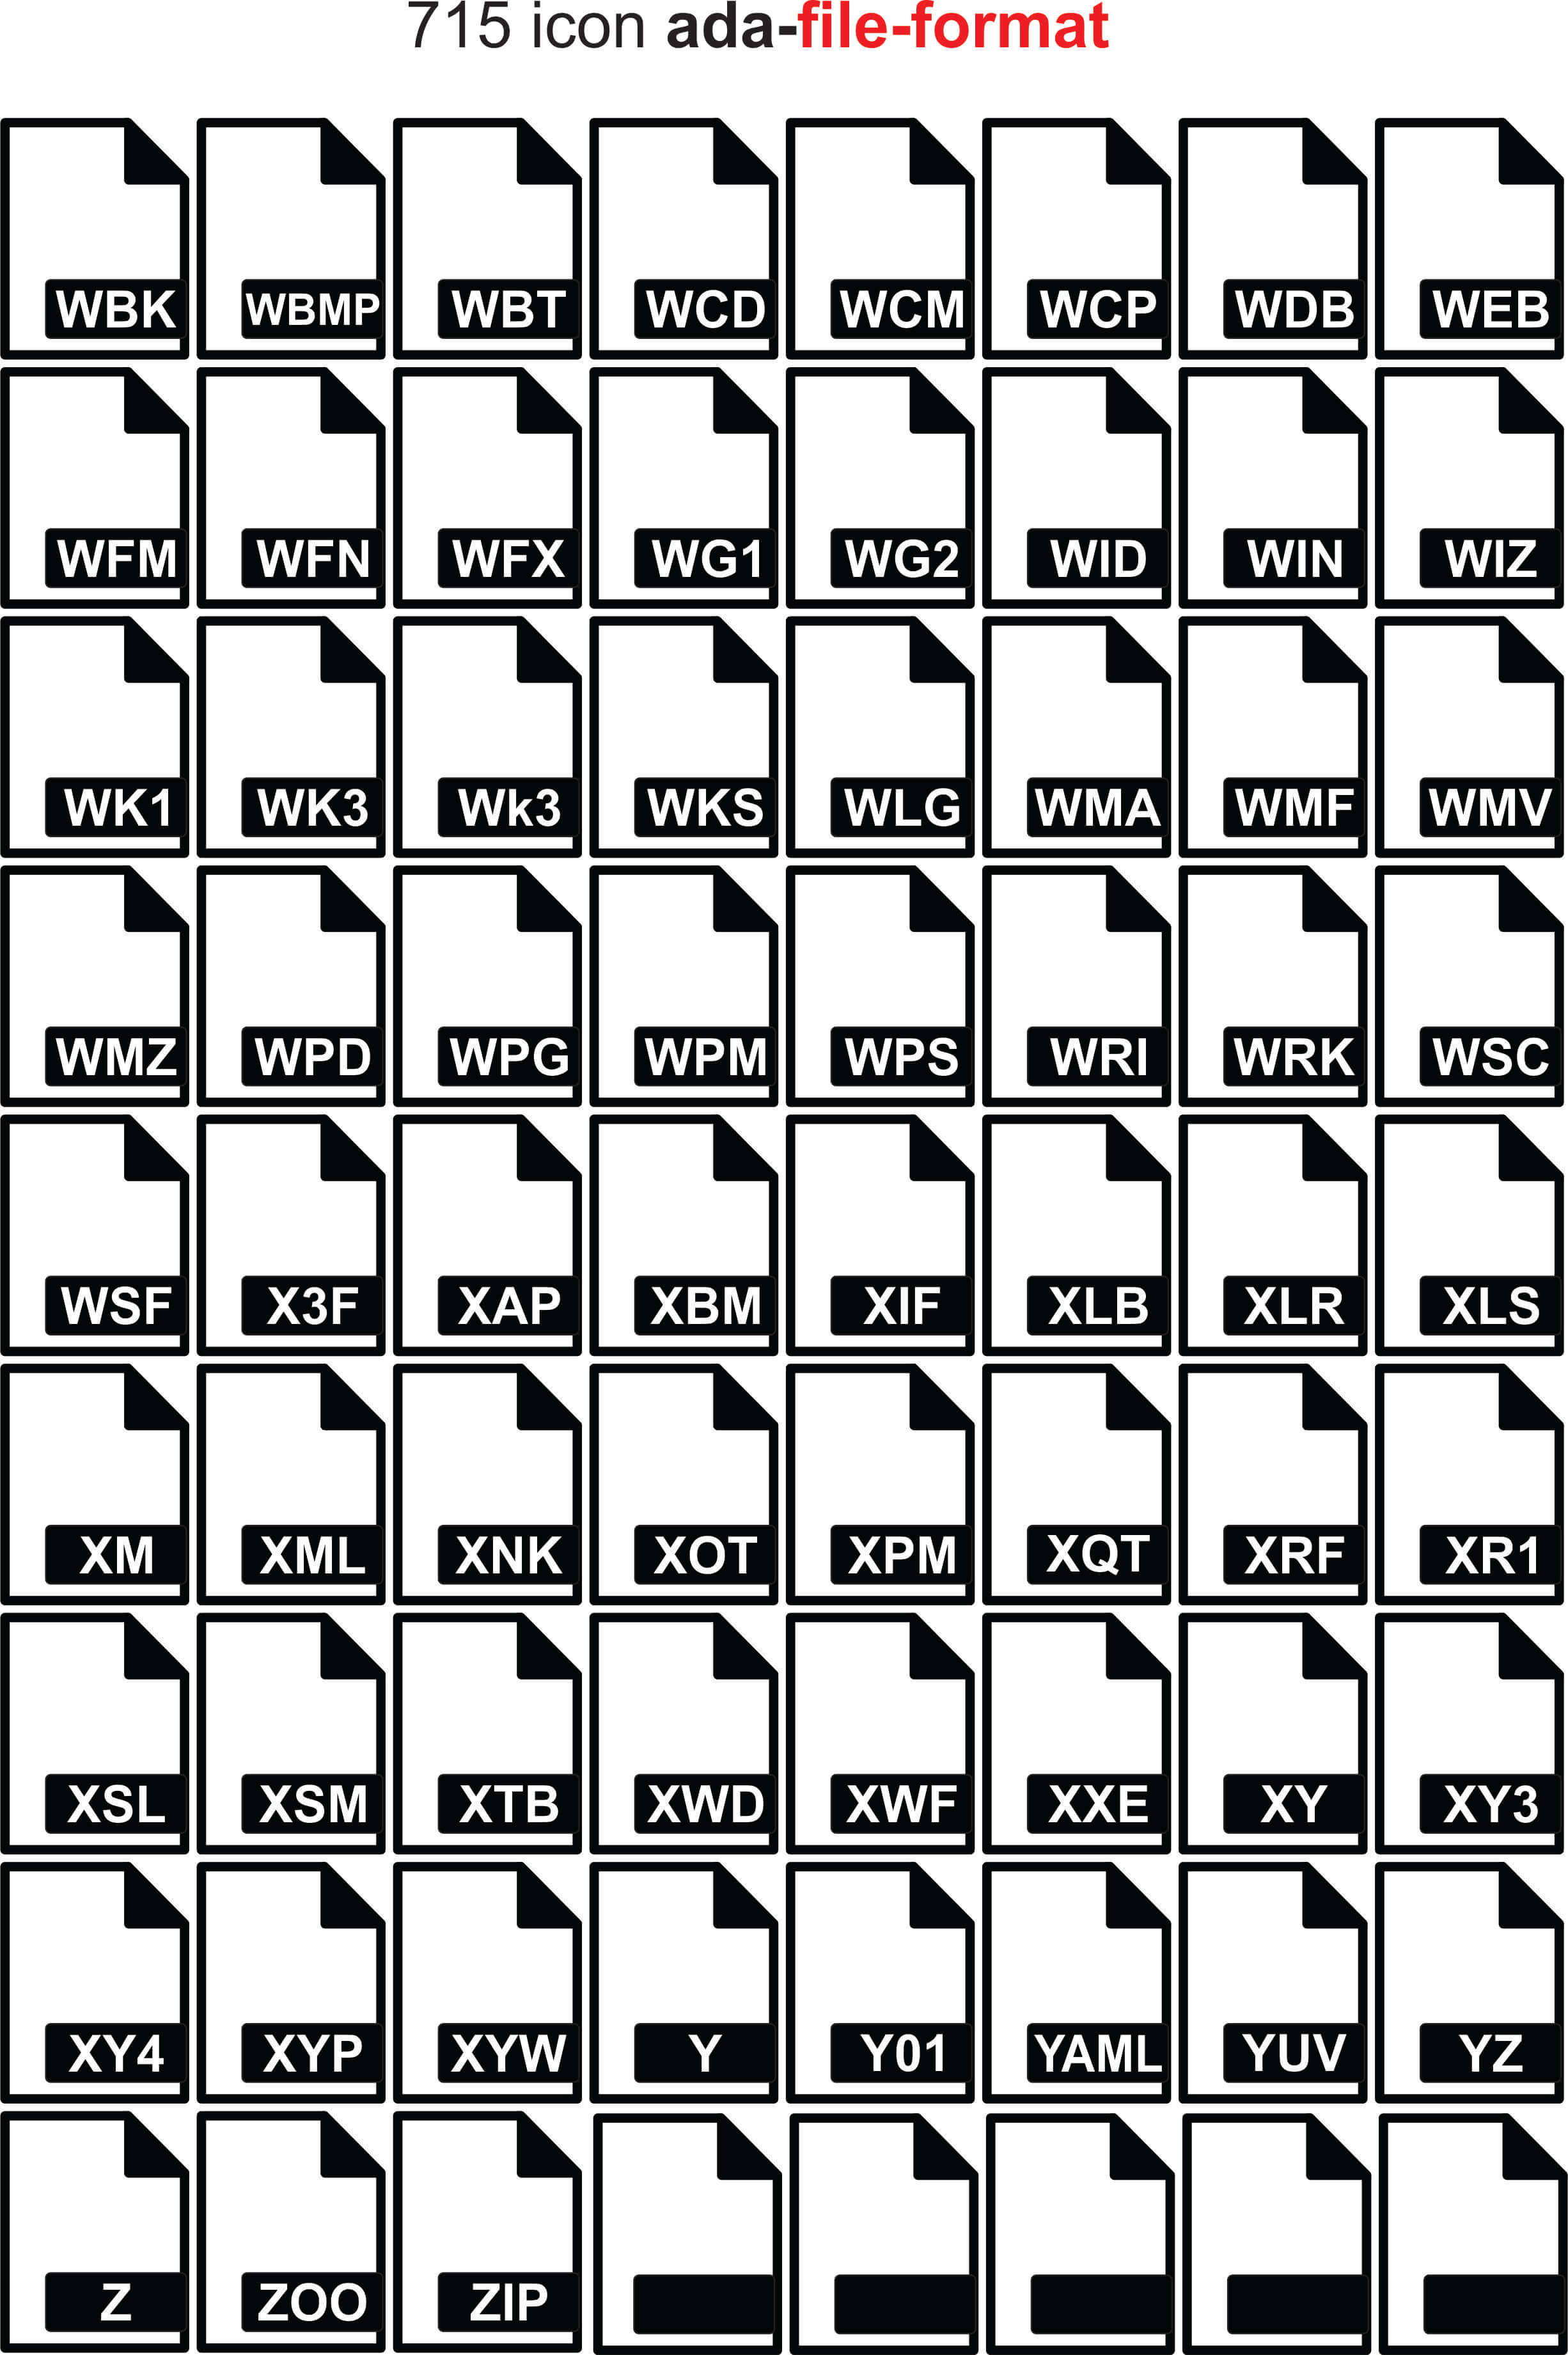 715 icon ada-file-format
WBK WBMP WBT WCD WCM WCP WDB WEB
WFM WFN WFX WG1 WG2 WID WIN WIZ
WK1 WK3 WK3 WKS WLG WMA WMF WMV
WMZ WPD WPG WPM WPS WRI WRK WSC
WSF X3F XAP XBM XIF XLB XLR XLS
XM XML XNK XOT XPM XQT XRF XR1
XSL XSM XTB XWD XWF XXE XY XY3
XY4 XYP XYW Y Y01 YAML YUV YZ
Z ZOO ZIP